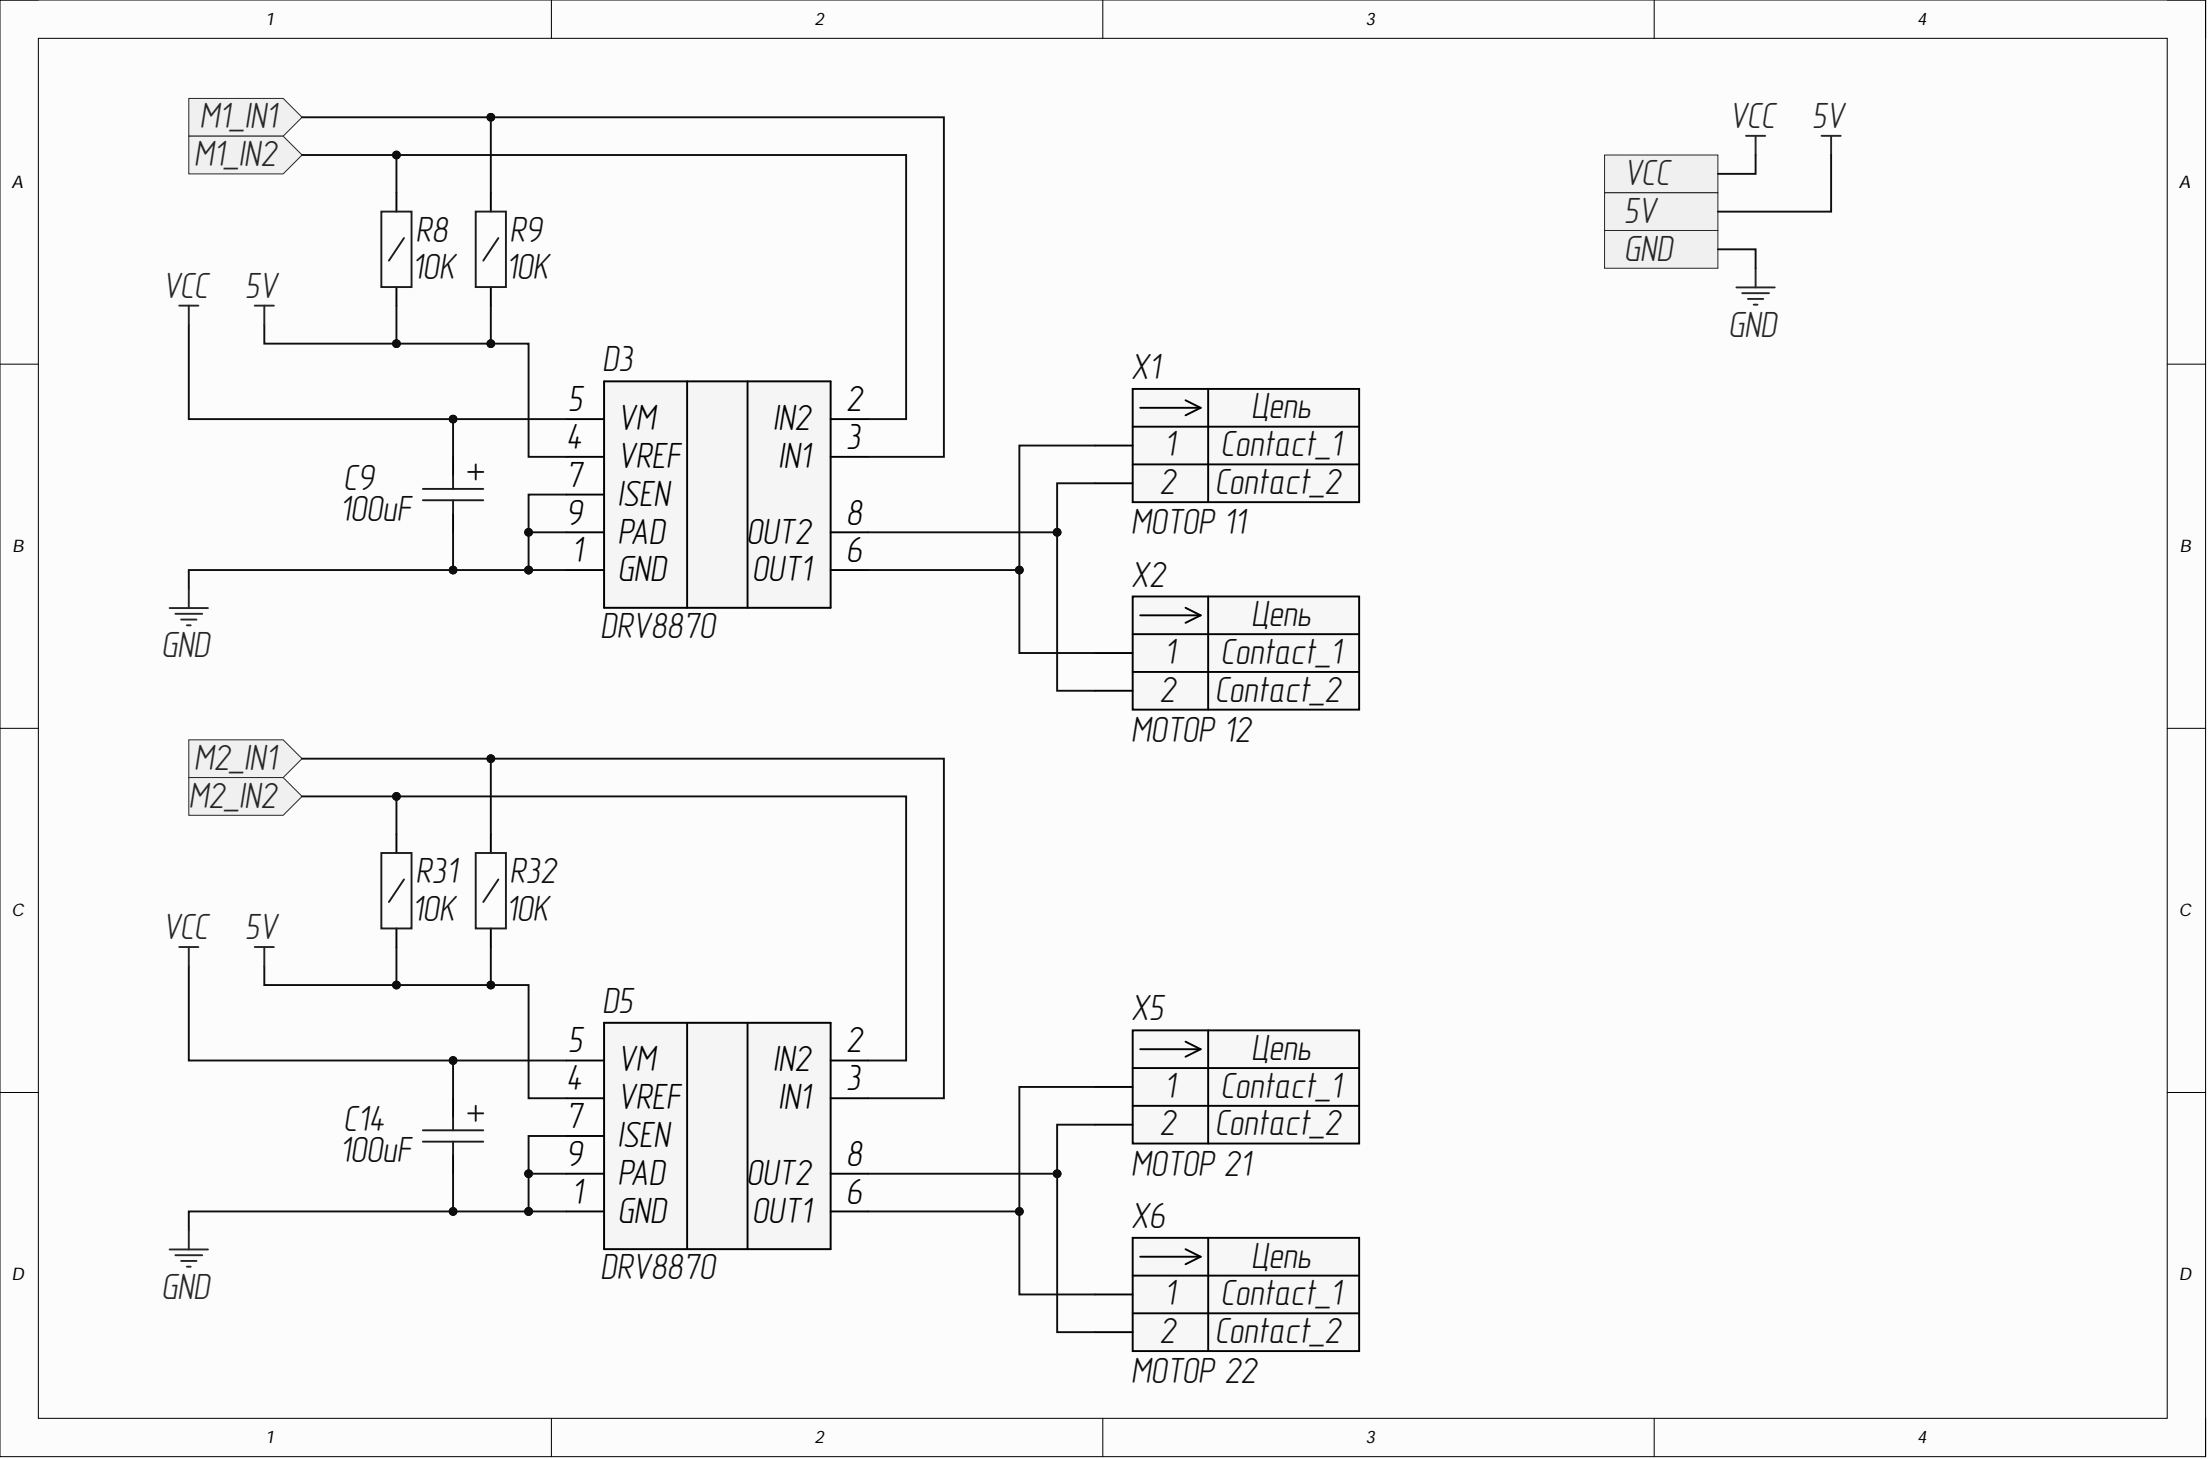 1 2 3 4
A A
B B
C C
D D
M1_IN1
M1_IN2
R8
10K
R9
10K
VCC 5V
D3
5 VM
4 VREF
7 ISEN
9 PAD
1 GND
IN2 2
IN1 3
OUT2 8
OUT1 6
DRV8870
C9
100uF
+
GND
X1
Цепь
1 Contact_1
2 Contact_2
МОТОР 11
X2
Цепь
1 Contact_1
2 Contact_2
МОТОР 12
VCC 5V
VCC
5V
GND
GND
M2_IN1
M2_IN2
R31
10K
R32
10K
VCC 5V
D5
5 VM
4 VREF
7 ISEN
9 PAD
1 GND
IN2 2
IN1 3
OUT2 8
OUT1 6
DRV8870
C14
100uF
+
GND
X5
Цепь
1 Contact_1
2 Contact_2
МОТОР 21
X6
Цепь
1 Contact_1
2 Contact_2
МОТОР 22
1 2 3 4